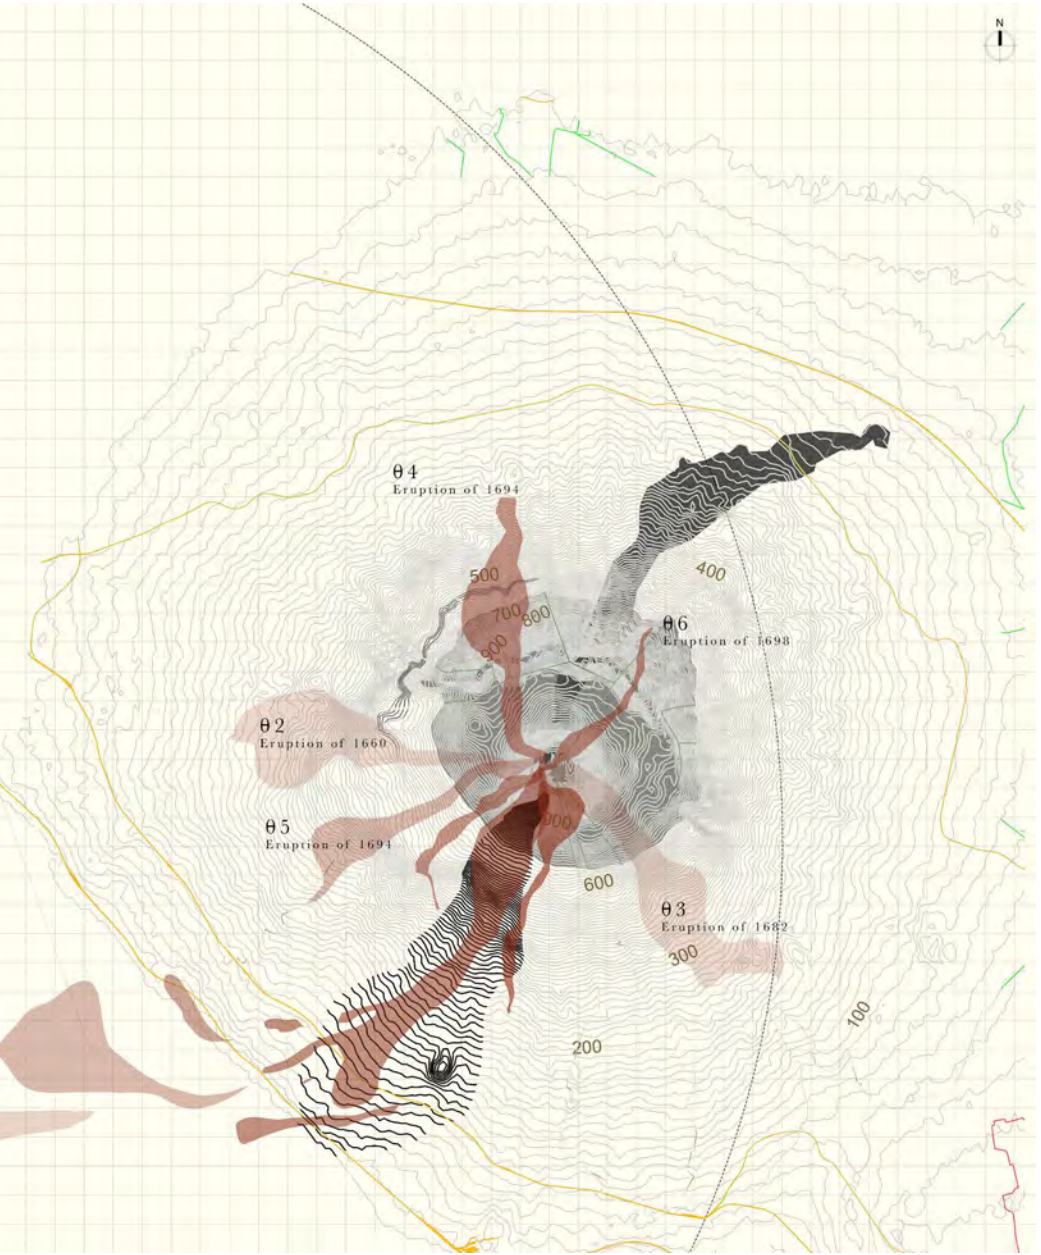 N
θ4
Eruption of 1694
500
400
700
800
θ6
Eruption of 1698
900
θ2
Eruption of 1660
θ5
Eruption of 1694
900
600
θ3
Eruption of 1682
300
100
200